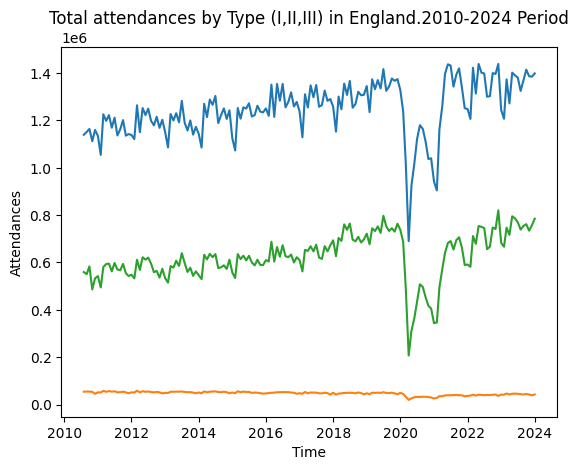 Total attendances by Type (I,II,III) in England.2010-2024 Period
1e6
1.4
1.2
1.0
0.8
0.6
0.4
0.2
0.0
Attendances
2010 2012 2014 2016 2018 2020 2022 2024
Time